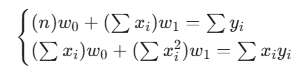 (n)w₀ + (∑ xᵢ)w₁ = ∑ yᵢ
(∑ xᵢ)w₀ + (∑ xᵢ²)w₁ = ∑ xᵢyᵢ